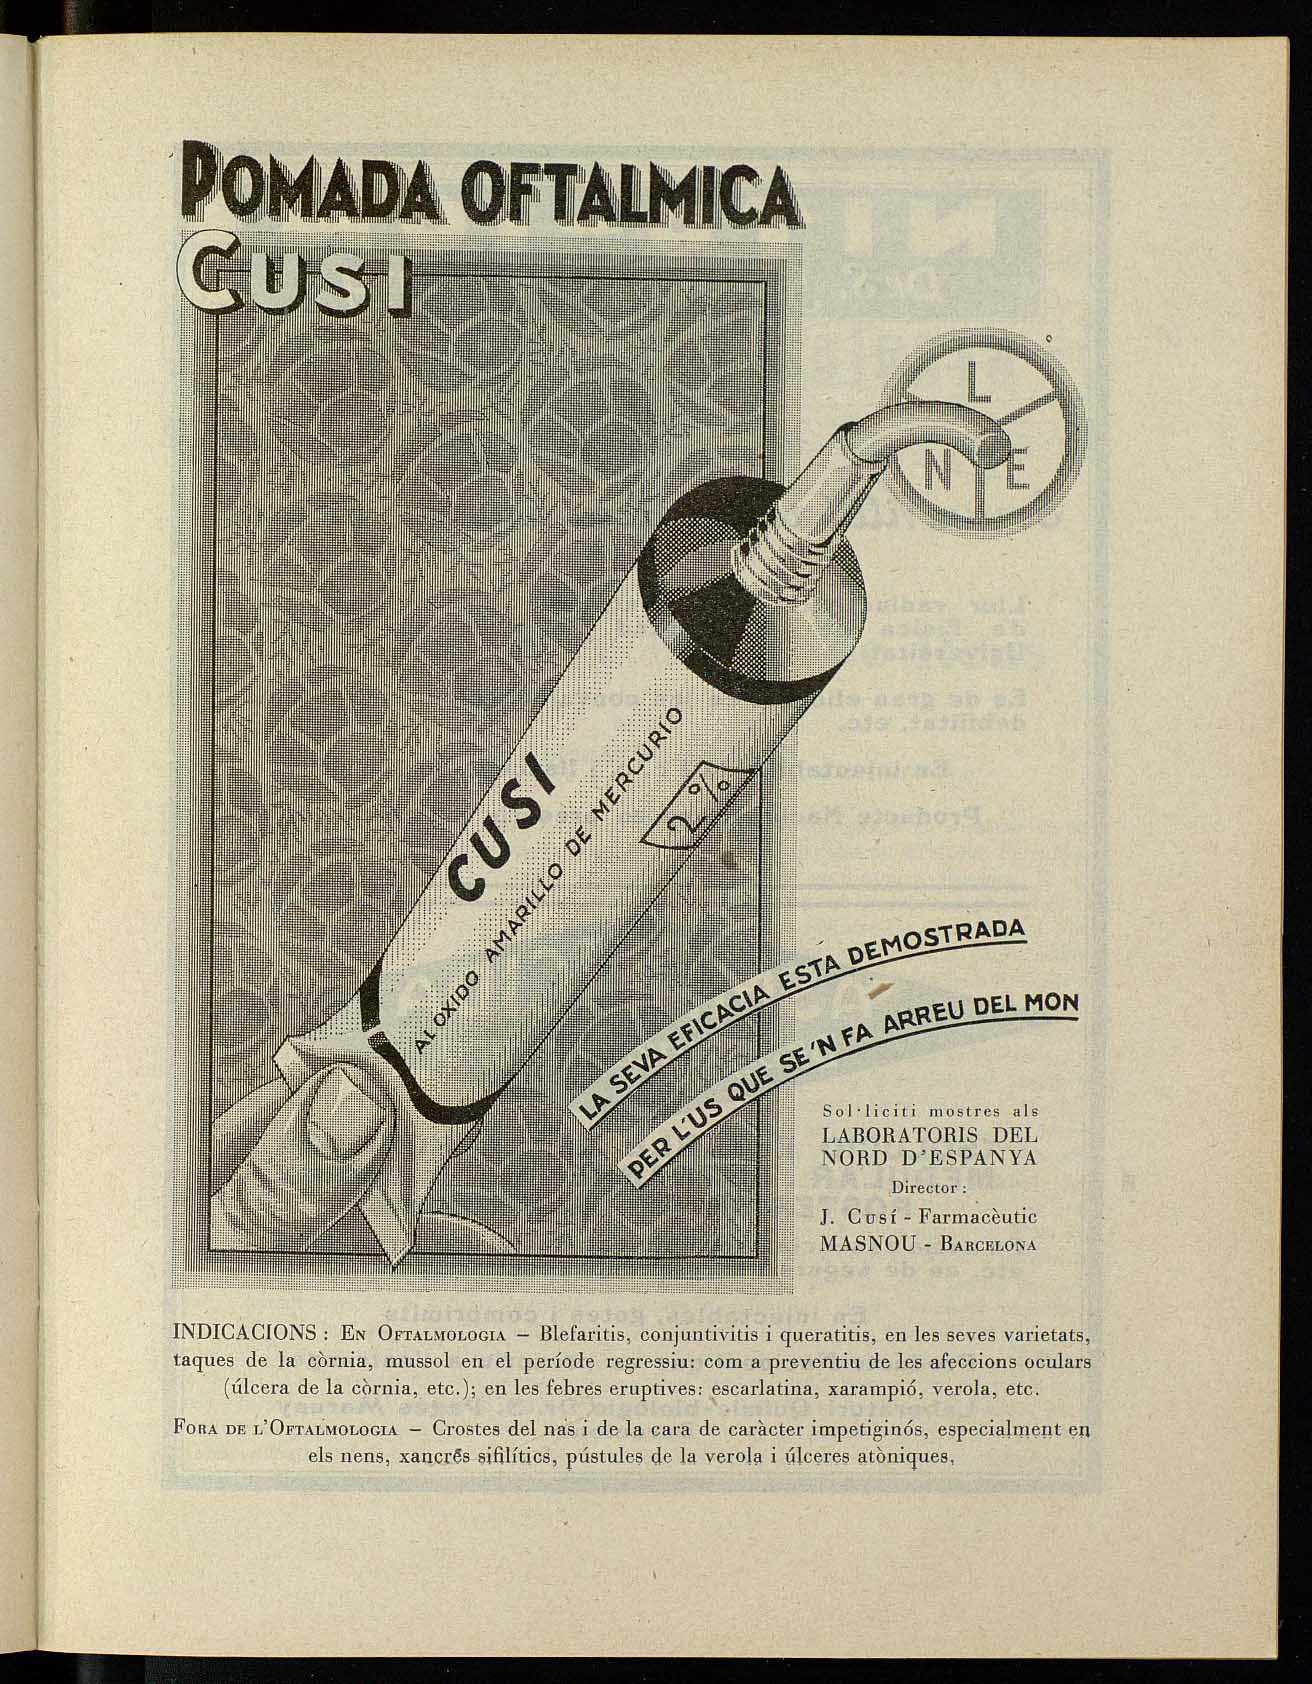 POMADA OFTALMICA
CUSI
L
N E
CUSI
AL OXIDO AMARILLO DE MERCURIO
2%
LA SEVA EFICACIA ESTA DEMOSTRADA
PER L'US QUE SE'N FA ARREU DEL MON
Sol·liciti mostres als
LABORATORIS DEL
NORD D'ESPANYA
Director :
J. Cusí - Farmacèutic
MASNOU - BARCELONA
INDICACIONS : EN OFTALMOLOGIA — Blefaritis, conjuntivitis i queratitis, en les seves varietats,
taques de la còrnia, mussol en el període regressiu: com a preventiu de les afeccions oculars
(úlcera de la còrnia, etc.); en les febres eruptives: escarlatina, xarampió, verola, etc.
FORA DE L'OFTALMOLOGIA — Crostes del nas i de la cara de caràcter impetiginós, especialment en
els nens, xancres sifilítics, pústules de la verola i úlceres atòniques,